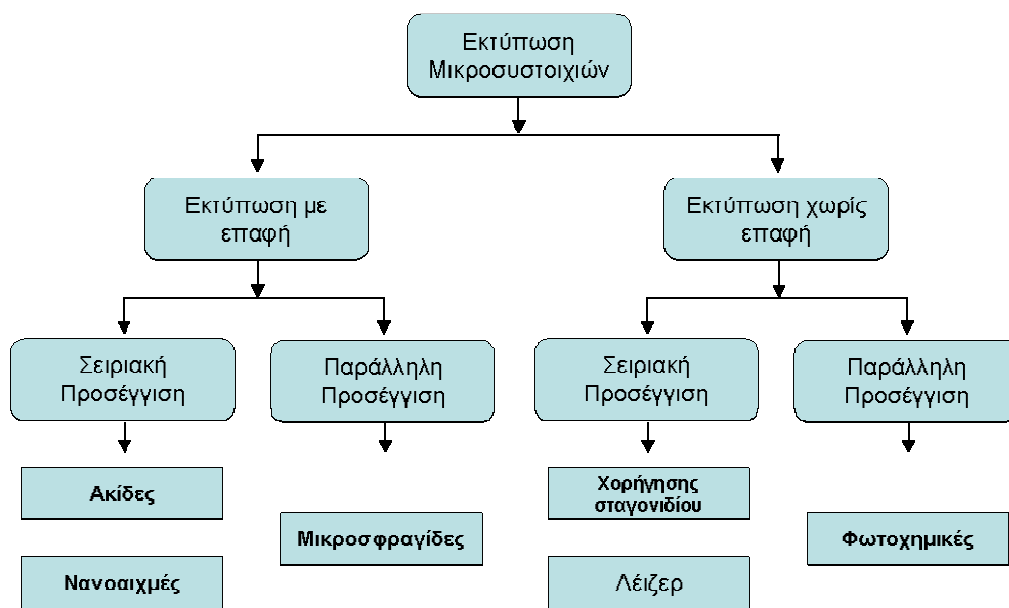 Εκτύπωση
Μικροσυστοιχιών
Εκτύπωση με
επαφή
Εκτύπωση χωρίς
επαφή
Σειριακή
Προσέγγιση
Παράλληλη
Προσέγγιση
Σειριακή
Προσέγγιση
Παράλληλη
Προσέγγιση
Ακίδες
Χορήγησης
σταγονιδίου
Μικροσφραγίδες
Φωτοχημικές
Νανοαιχμές
Λέιζερ